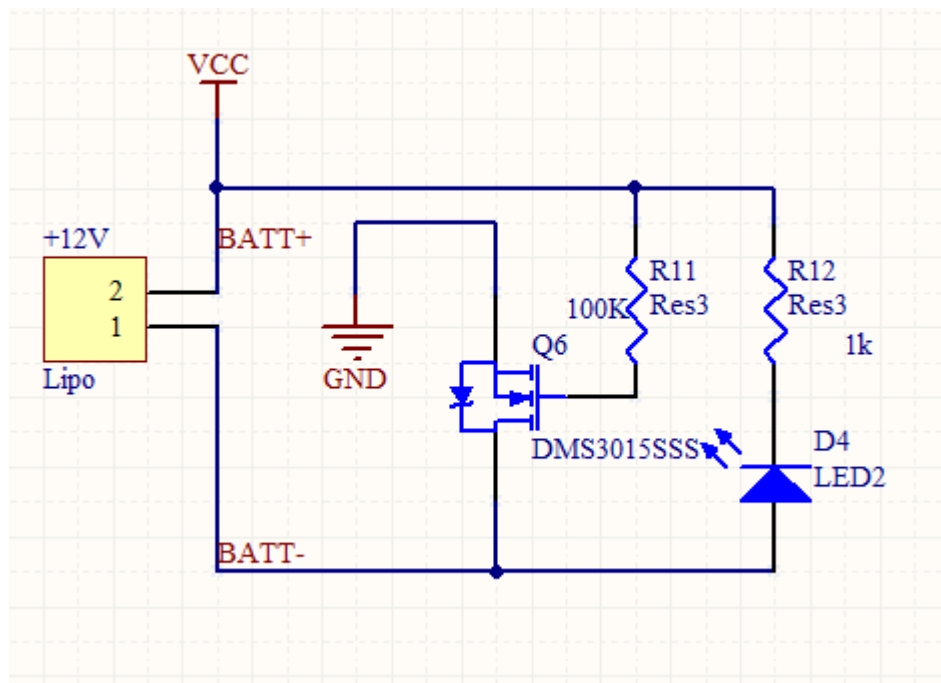 VCC
+12V
BATT+
2
1
Lipo
GND
Q6
DMS3015SSS
100K
R11
Res3
R12
Res3
1k
D4
LED2
BATT-